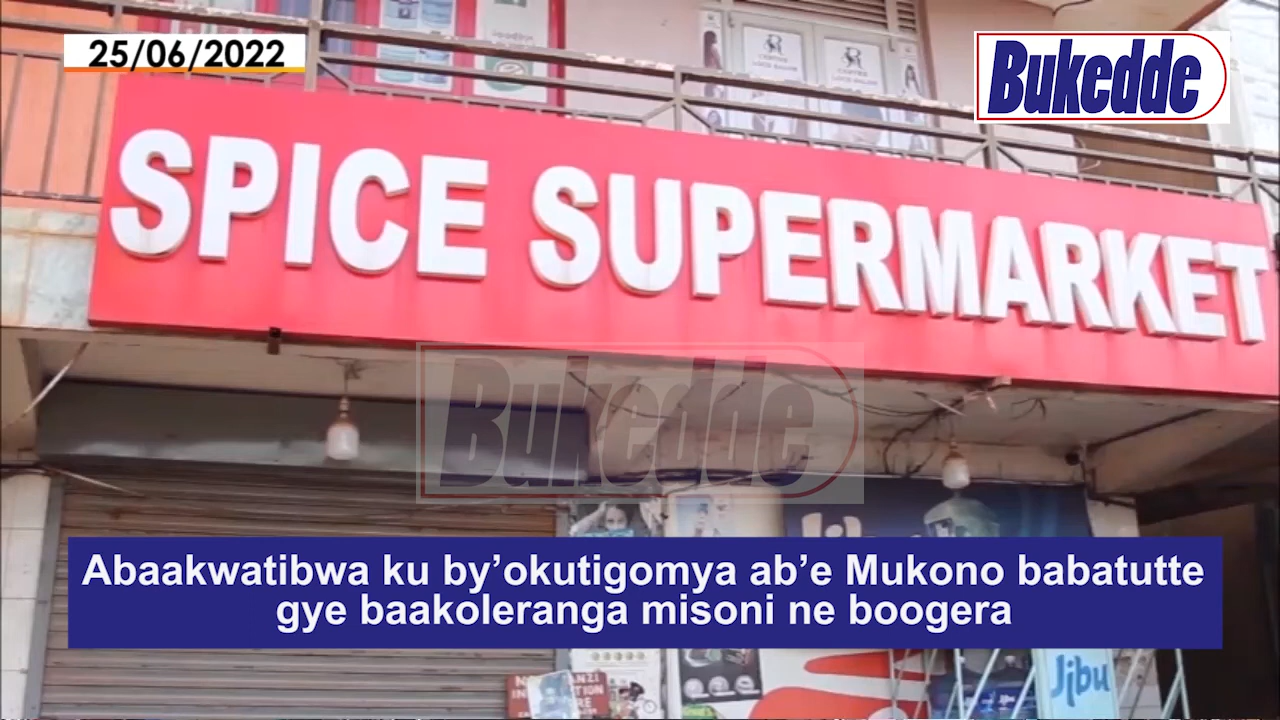 25/06/2022
Bukedde
SPICE SUPERMARKET
Bukedde
Abaakwatibwa ku by’okutigomya ab’e Mukono babatutte
gye baakoleranga misoni ne boogera
Jibu
Jibu